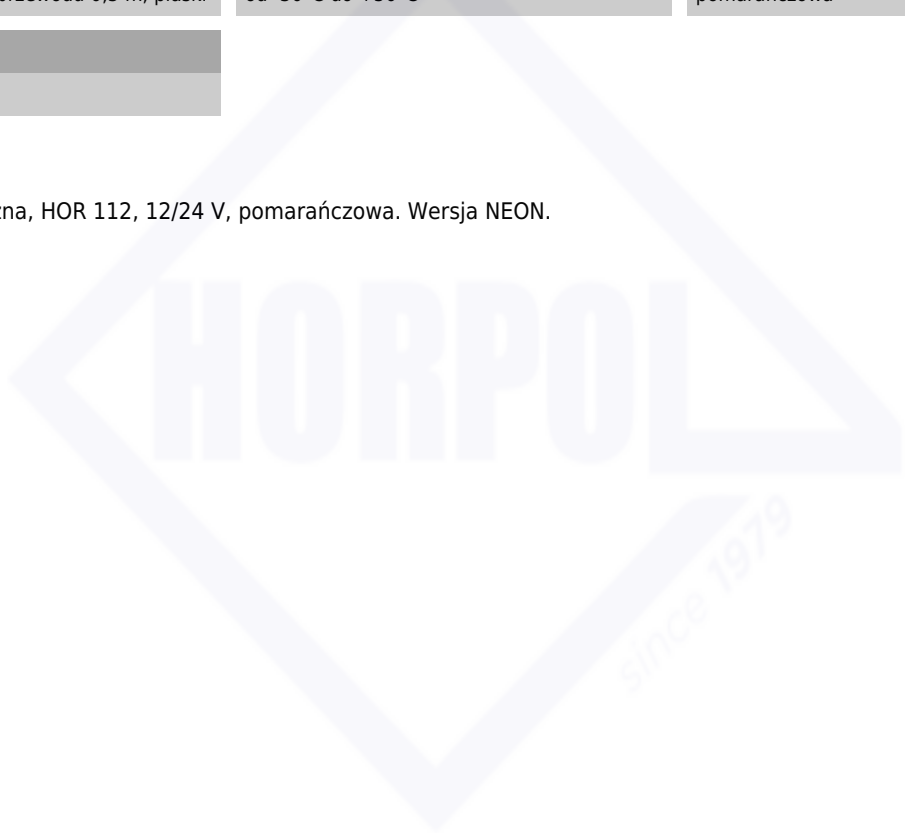 zna, HOR 112, 12/24 V, pomarańczowa. Wersja NEON.
HORPOL
since 1979